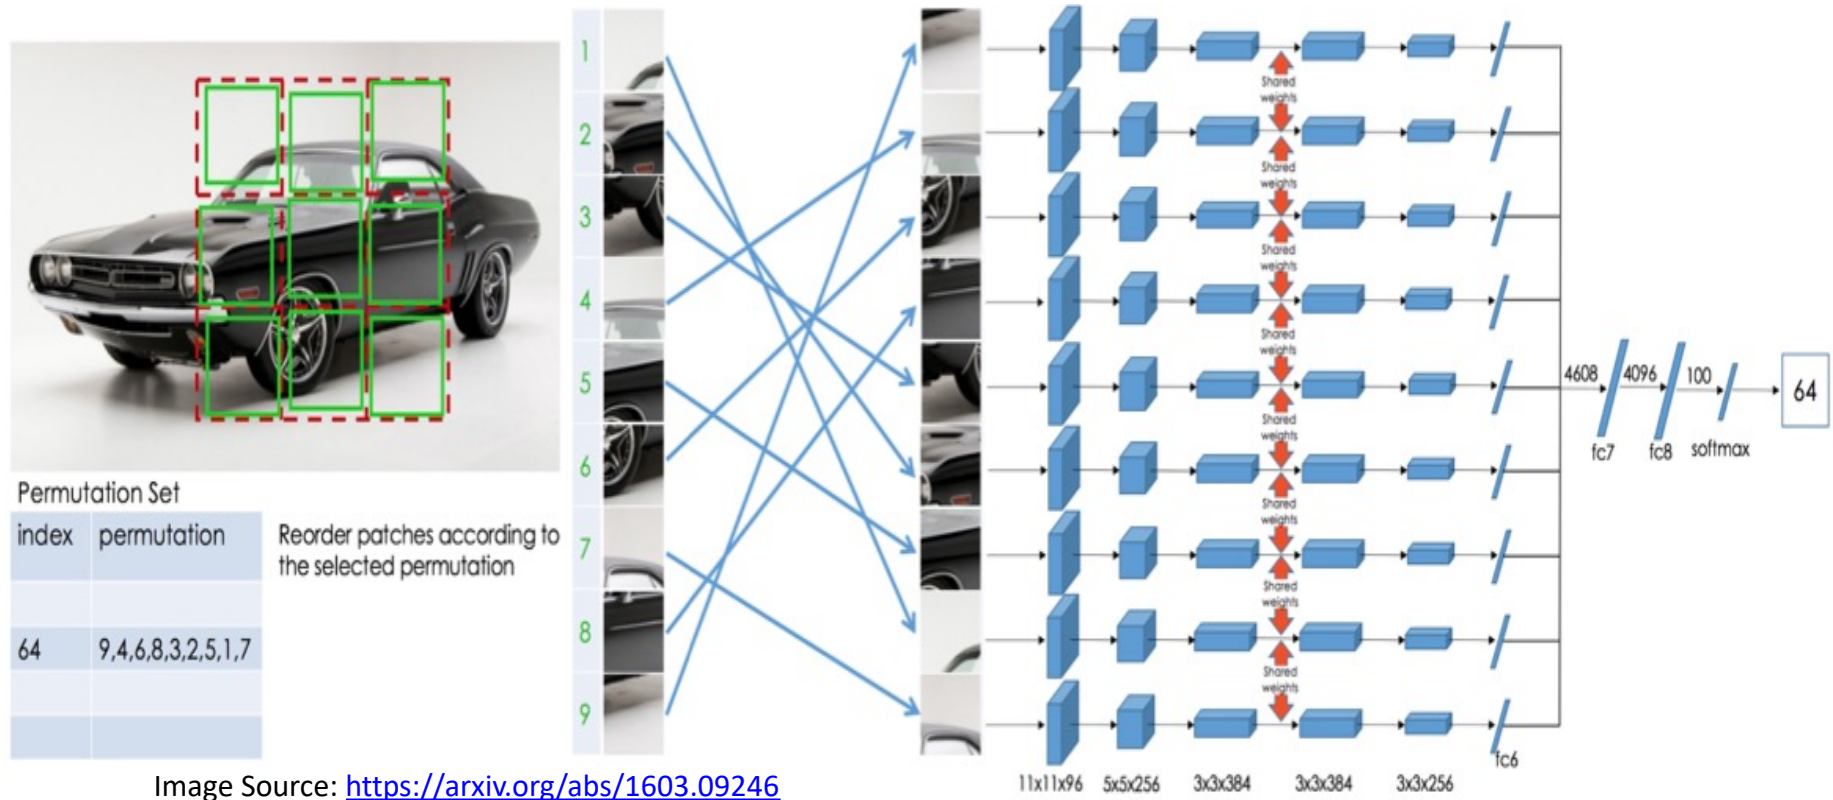 Permutation Set
index permutation
64 9,4,6,8,3,2,5,1,7
Reorder patches according to
the selected permutation
1
2
3
4
5
6
7
8
9
Shared
weights
Shared
weights
Shared
weights
Shared
weights
Shared
weights
Shared
weights
Shared
weights
Shared
weights
11x11x96 5x5x256 3x3x384 3x3x384 3x3x256
fc6
4608 4096 100
fc7 fc8 softmax
64
Image Source: https://arxiv.org/abs/1603.09246